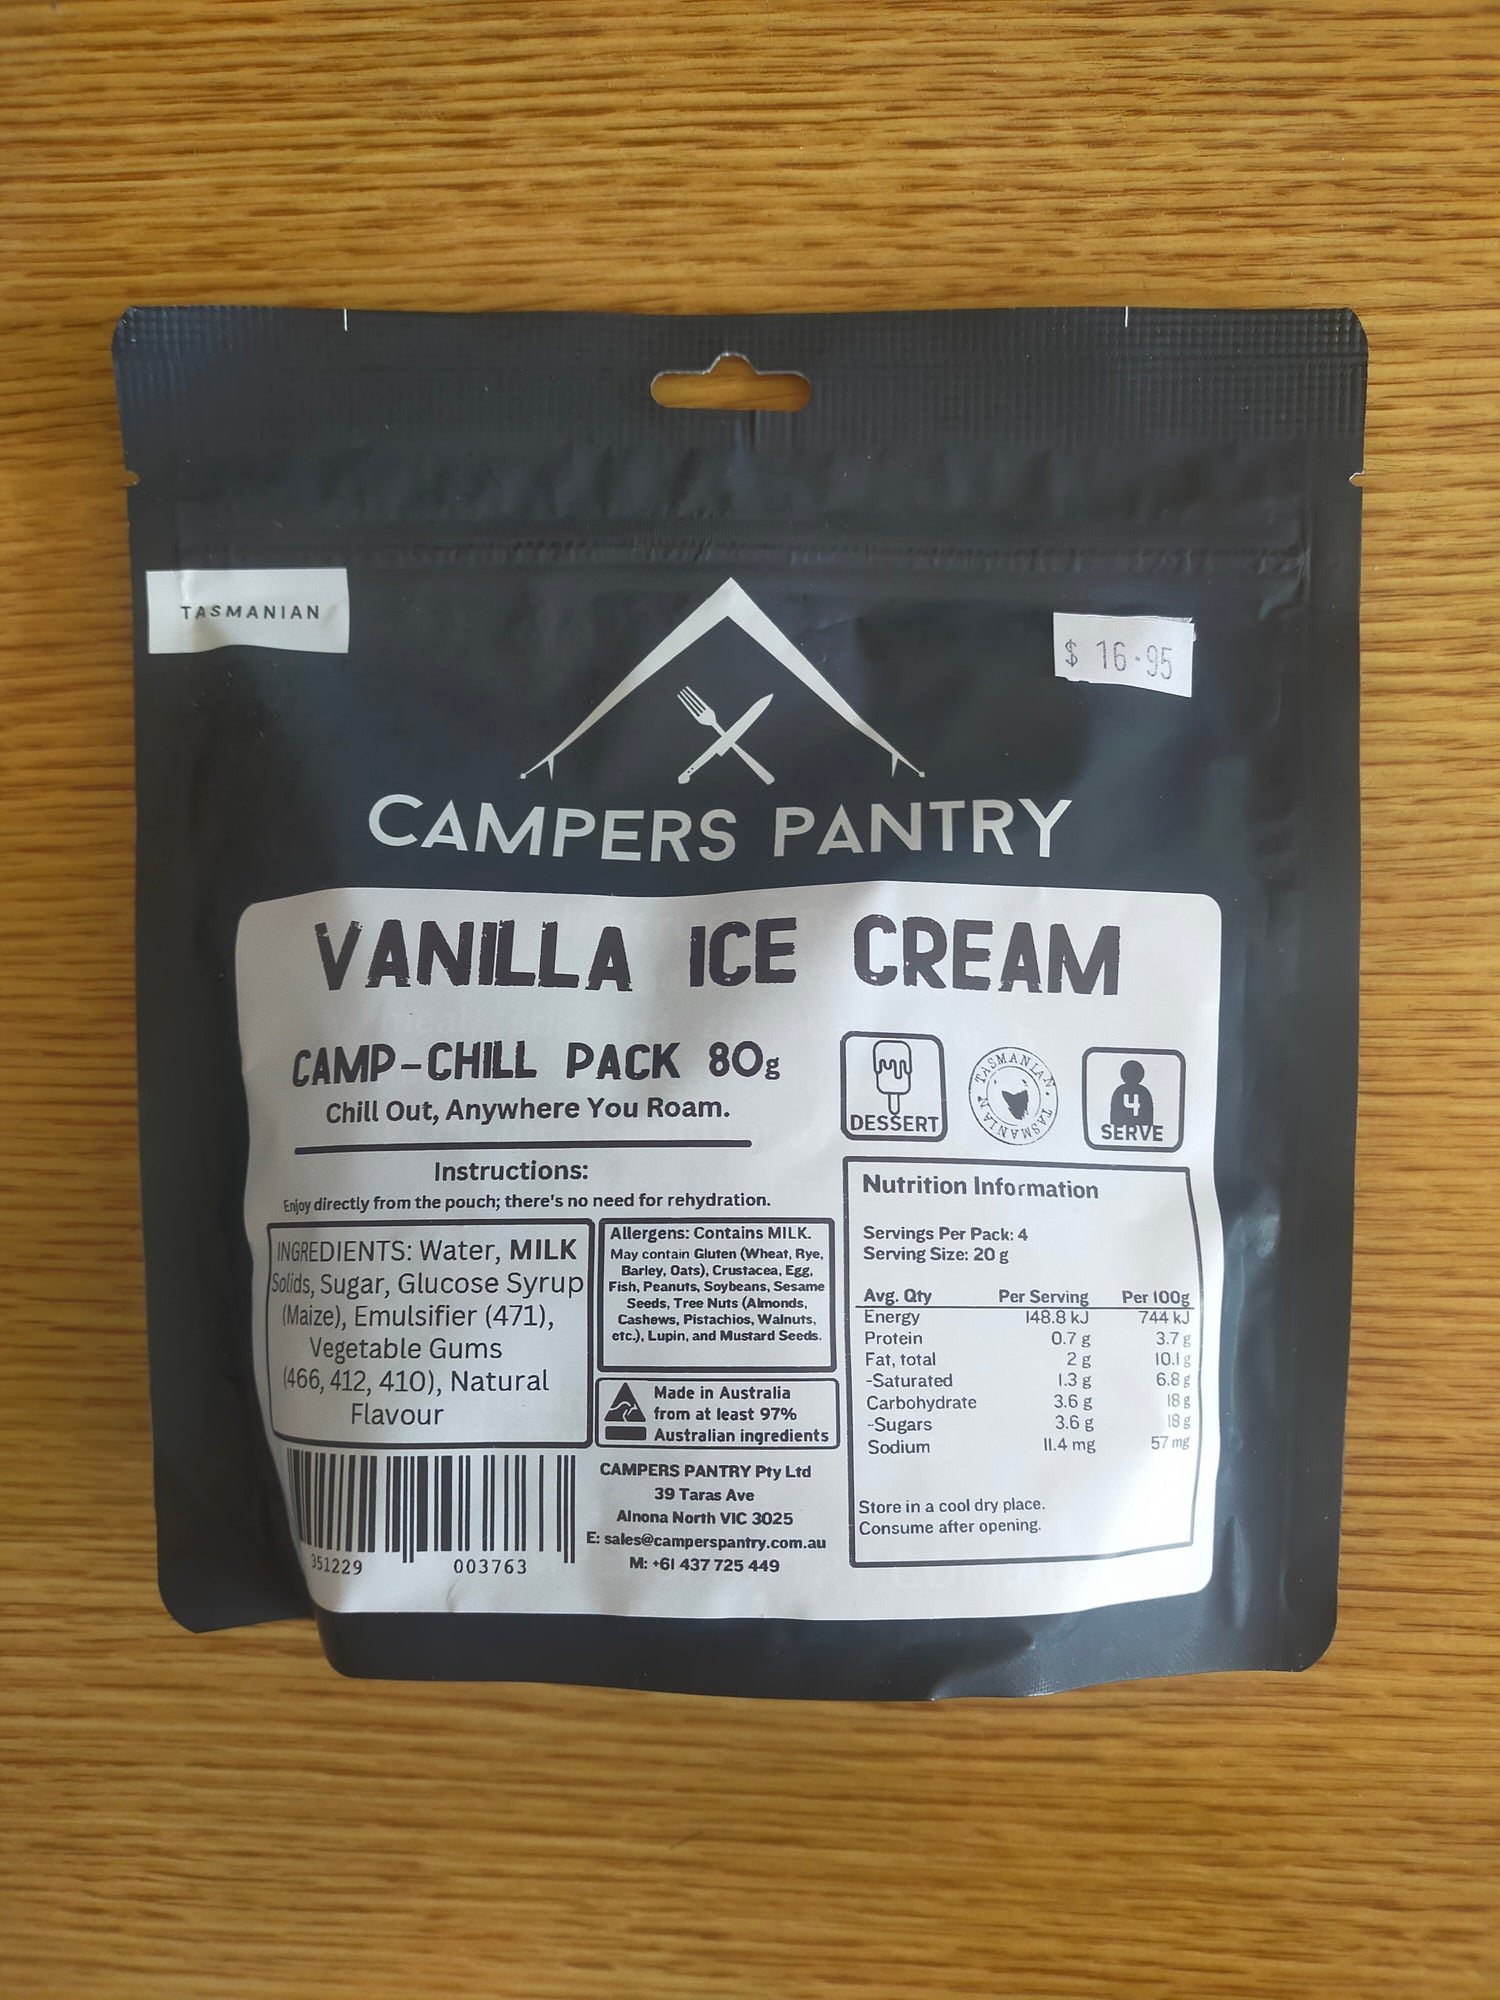 TASMANIAN
$ 16.95
CAMPERS PANTRY
VANILLA ICE CREAM
CAMP-CHILL PACK 80g
Chill Out, Anywhere You Roam.
DESSERT
TASMANIAN · TASMANIAN
4
SERVE
Instructions:
Enjoy directly from the pouch; there's no need for rehydration.
INGREDIENTS: Water, MILK
Solids, Sugar, Glucose Syrup
(Maize), Emulsifier (471),
Vegetable Gums
(466, 412, 410), Natural
Flavour
Allergens: Contains MILK.
May contain Gluten (Wheat, Rye,
Barley, Oats), Crustacea, Egg,
Fish, Peanuts, Soybeans, Sesame
Seeds, Tree Nuts (Almonds,
Cashews, Pistachios, Walnuts,
etc.), Lupin, and Mustard Seeds.
Made in Australia
from at least 97%
Australian ingredients
351229 003763
CAMPERS PANTRY Pty Ltd
39 Taras Ave
Alnona North VIC 3025
E: sales@camperspantry.com.au
M: +61 437 725 449
Nutrition Information
Servings Per Pack: 4
Serving Size: 20 g
Avg. Qty Per Serving Per 100g
Energy 148.8 kJ 744 kJ
Protein 0.7 g 3.7 g
Fat, total 2 g 10.1 g
-Saturated 1.3 g 6.8 g
Carbohydrate 3.6 g 18 g
-Sugars 3.6 g 18 g
Sodium 11.4 mg 57 mg
Store in a cool dry place.
Consume after opening.